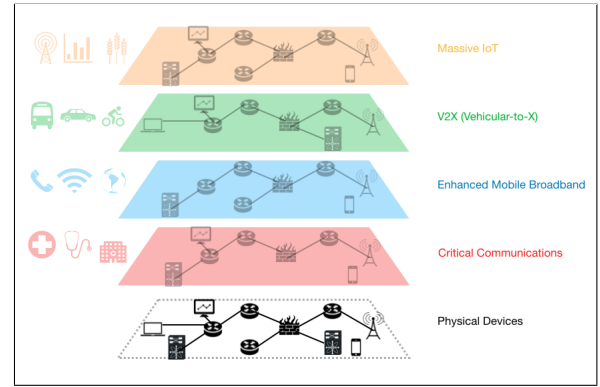 Massive IoT
V2X (Vehicular-to-X)
Enhanced Mobile Broadband
Critical Communications
Physical Devices